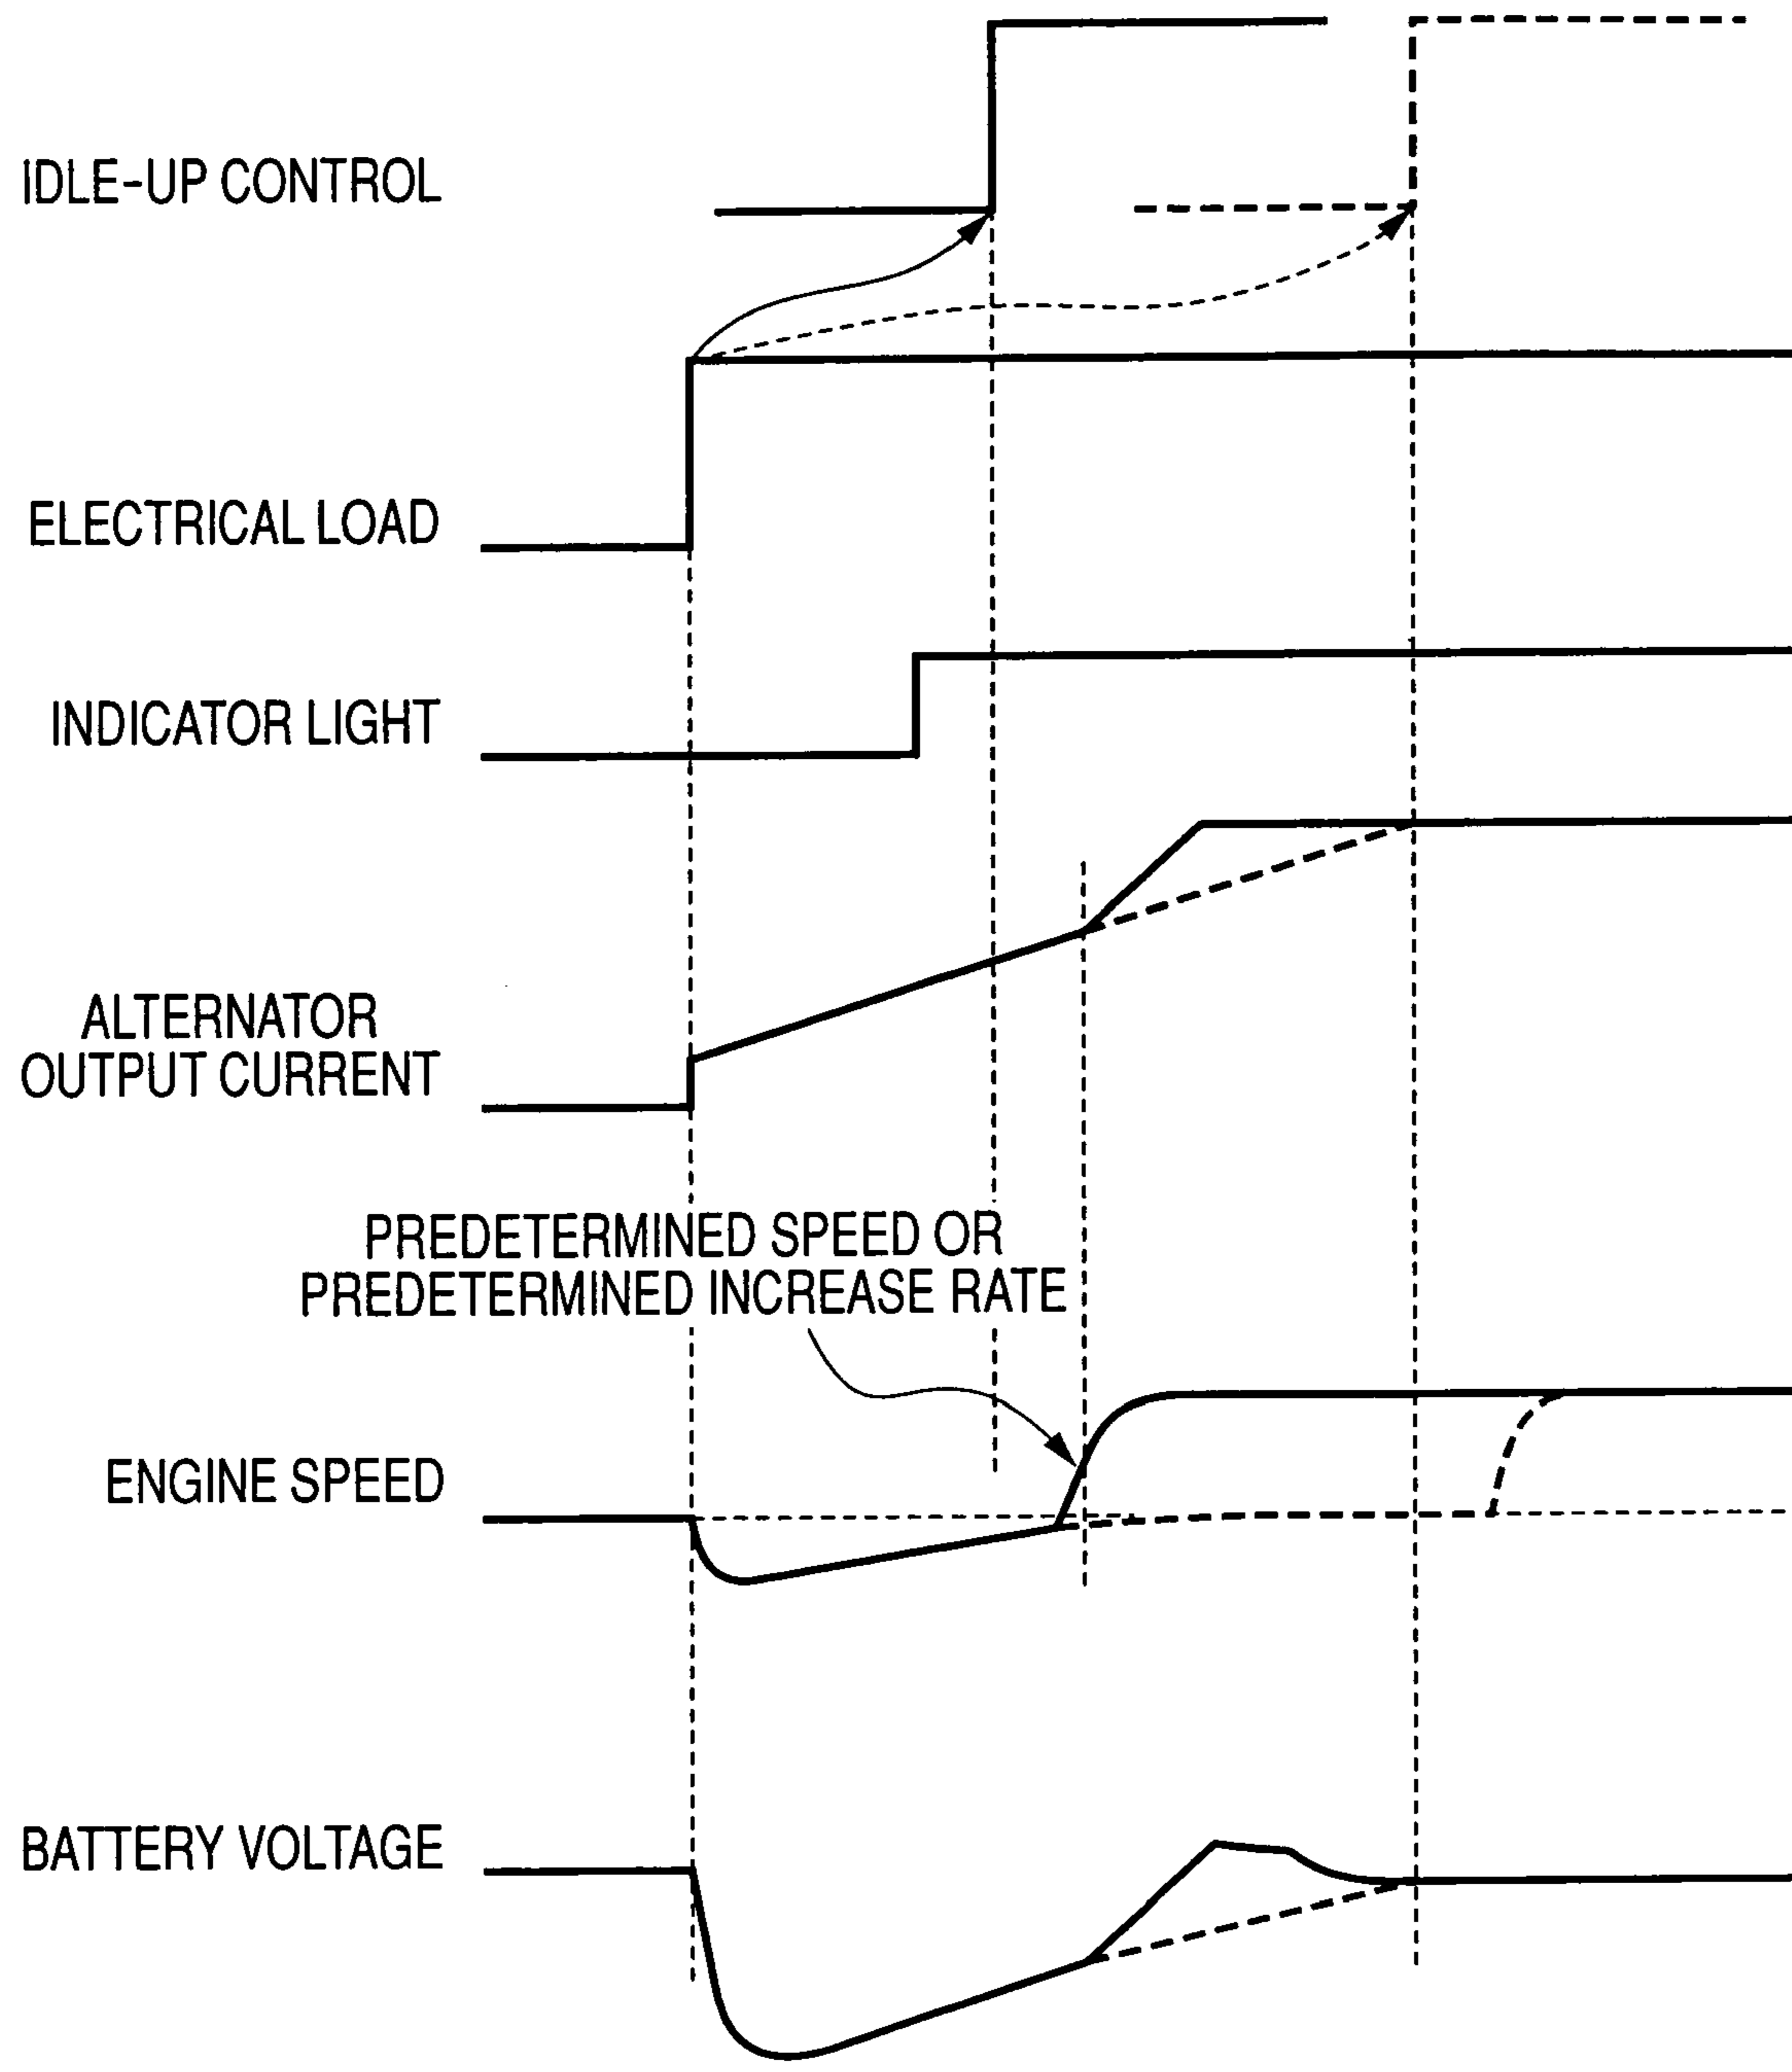 IDLE-UP CONTROL
ELECTRICAL LOAD
INDICATOR LIGHT
ALTERNATOR
OUTPUT CURRENT
PREDETERMINED SPEED OR
PREDETERMINED INCREASE RATE
ENGINE SPEED
BATTERY VOLTAGE